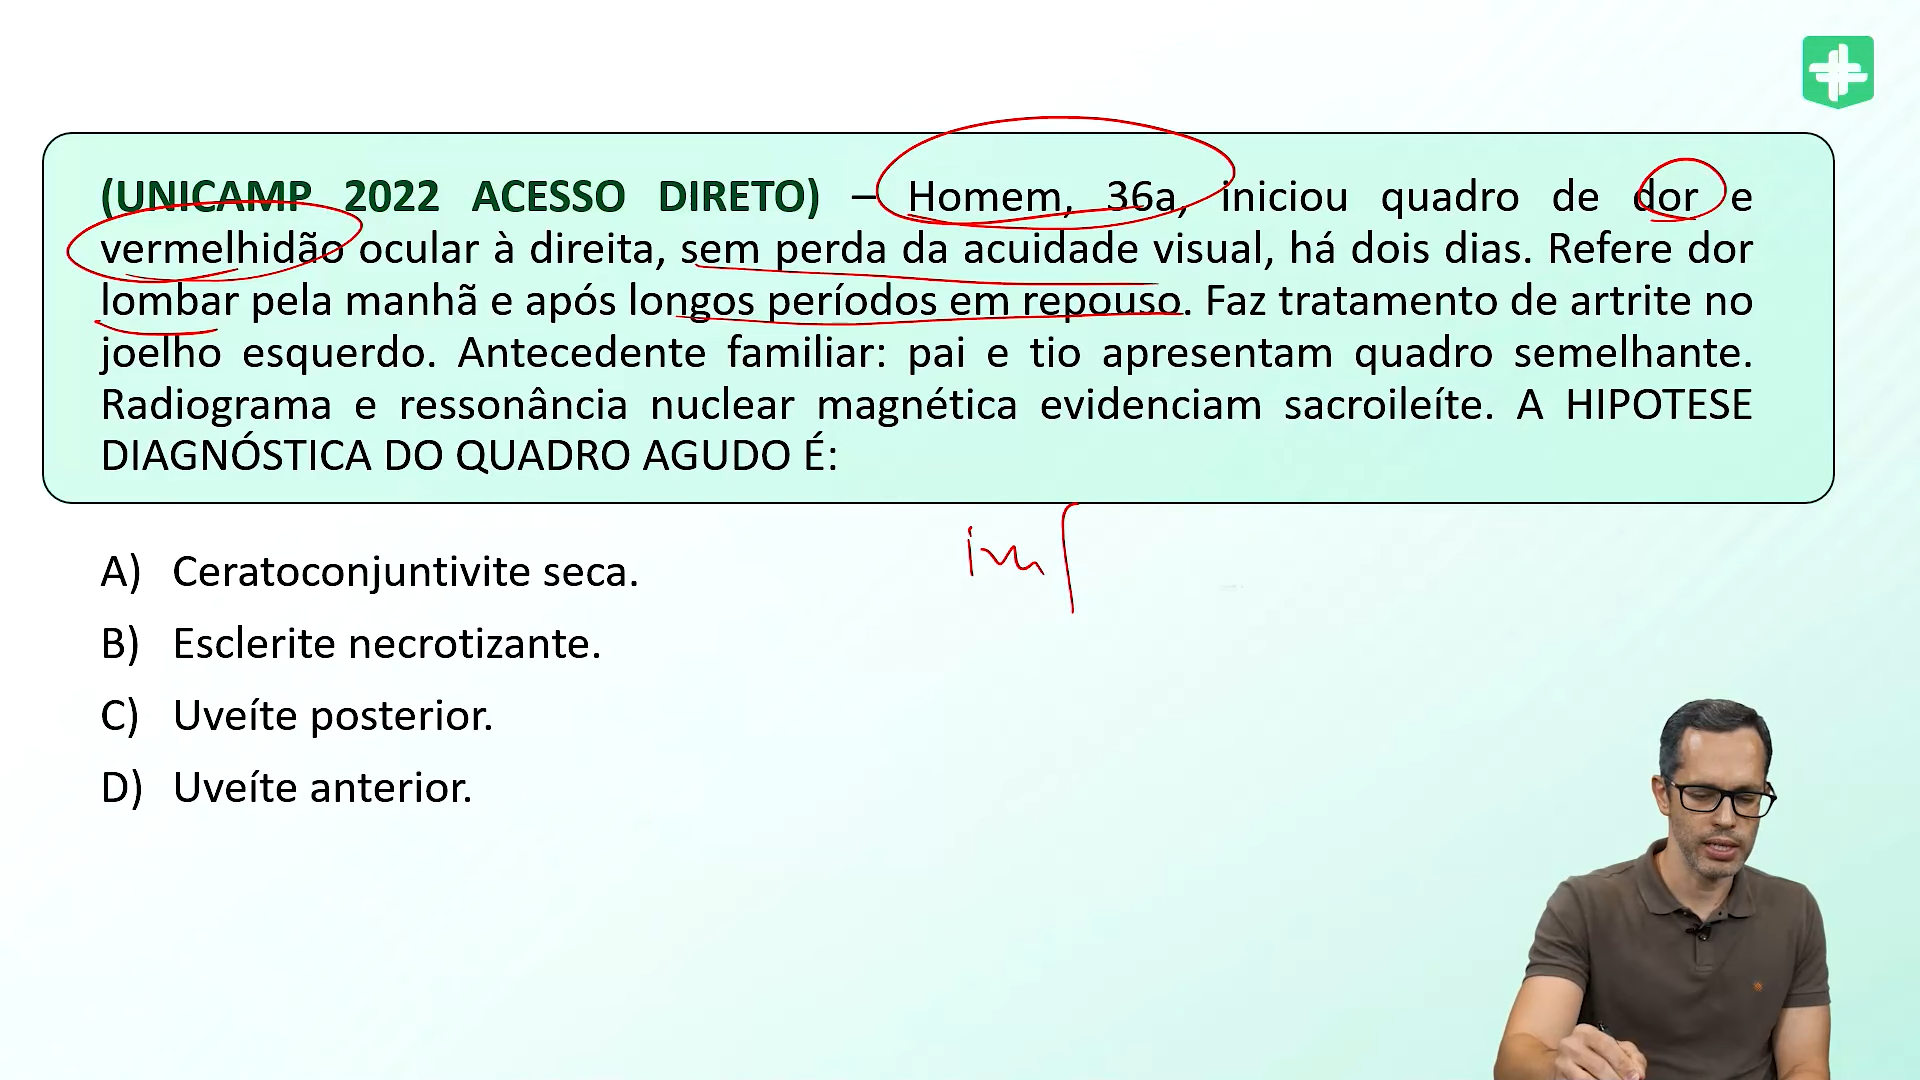 (UNICAMP 2022 ACESSO DIRETO) – Homem, 36a, iniciou quadro de dor e
vermelhidão ocular à direita, sem perda da acuidade visual, há dois dias. Refere dor
lombar pela manhã e após longos períodos em repouso. Faz tratamento de artrite no
joelho esquerdo. Antecedente familiar: pai e tio apresentam quadro semelhante.
Radiograma e ressonância nuclear magnética evidenciam sacroileíte. A HIPOTESE
DIAGNÓSTICA DO QUADRO AGUDO É:
inf
A) Ceratoconjuntivite seca.
B) Esclerite necrotizante.
C) Uveíte posterior.
D) Uveíte anterior.